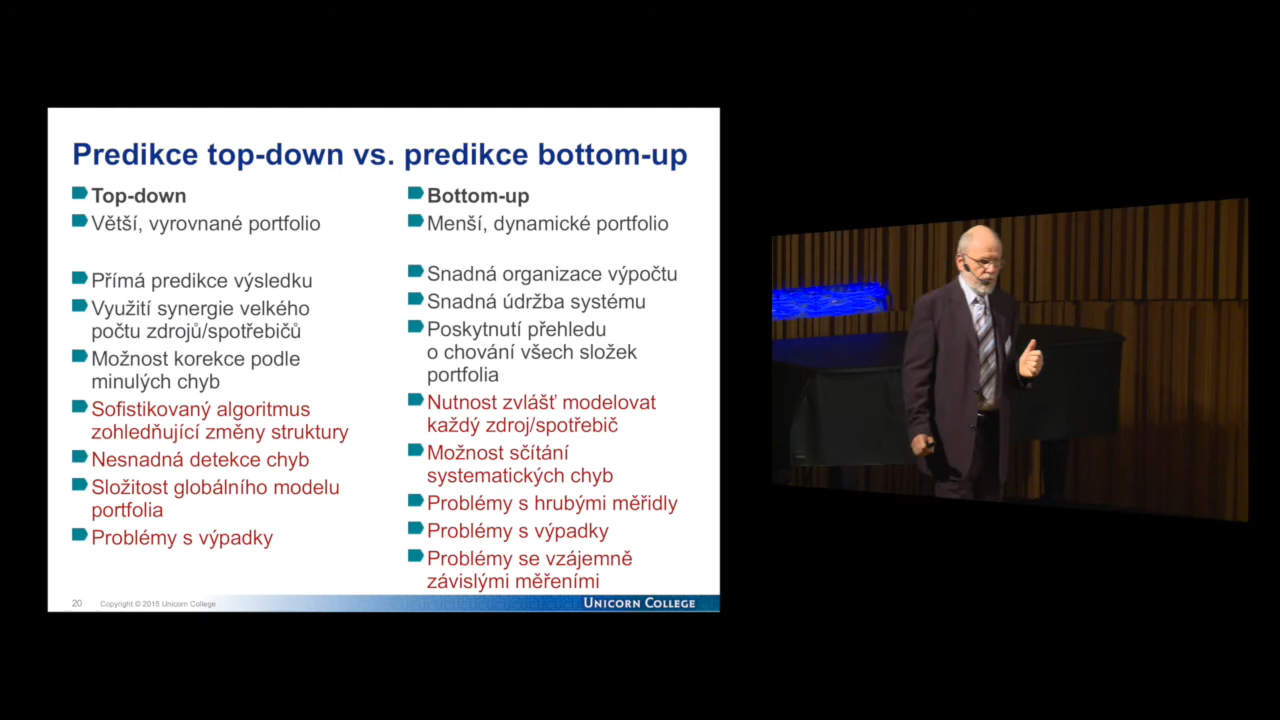 Predikce top-down vs. predikce bottom-up
Top-down
Větší, vyrovnané portfolio
Přímá predikce výsledku
Využití synergie velkého
počtu zdrojů/spotřebičů
Možnost korekce podle
minulých chyb
Sofistikovaný algoritmus
zohledňující změny struktury
Nesnadná detekce chyb
Složitost globálního modelu
portfolia
Problémy s výpadky
Bottom-up
Menší, dynamické portfolio
Snadná organizace výpočtu
Snadná údržba systému
Poskytnutí přehledu
o chování všech složek
portfolia
Nutnost zvlášť modelovat
každý zdroj/spotřebič
Možnost sčítání
systematických chyb
Problémy s hrubými měřidly
Problémy s výpadky
Problémy se vzájemně
závislými měřeními
20 Copyright © 2015 Unicorn College
UNICORN COLLEGE